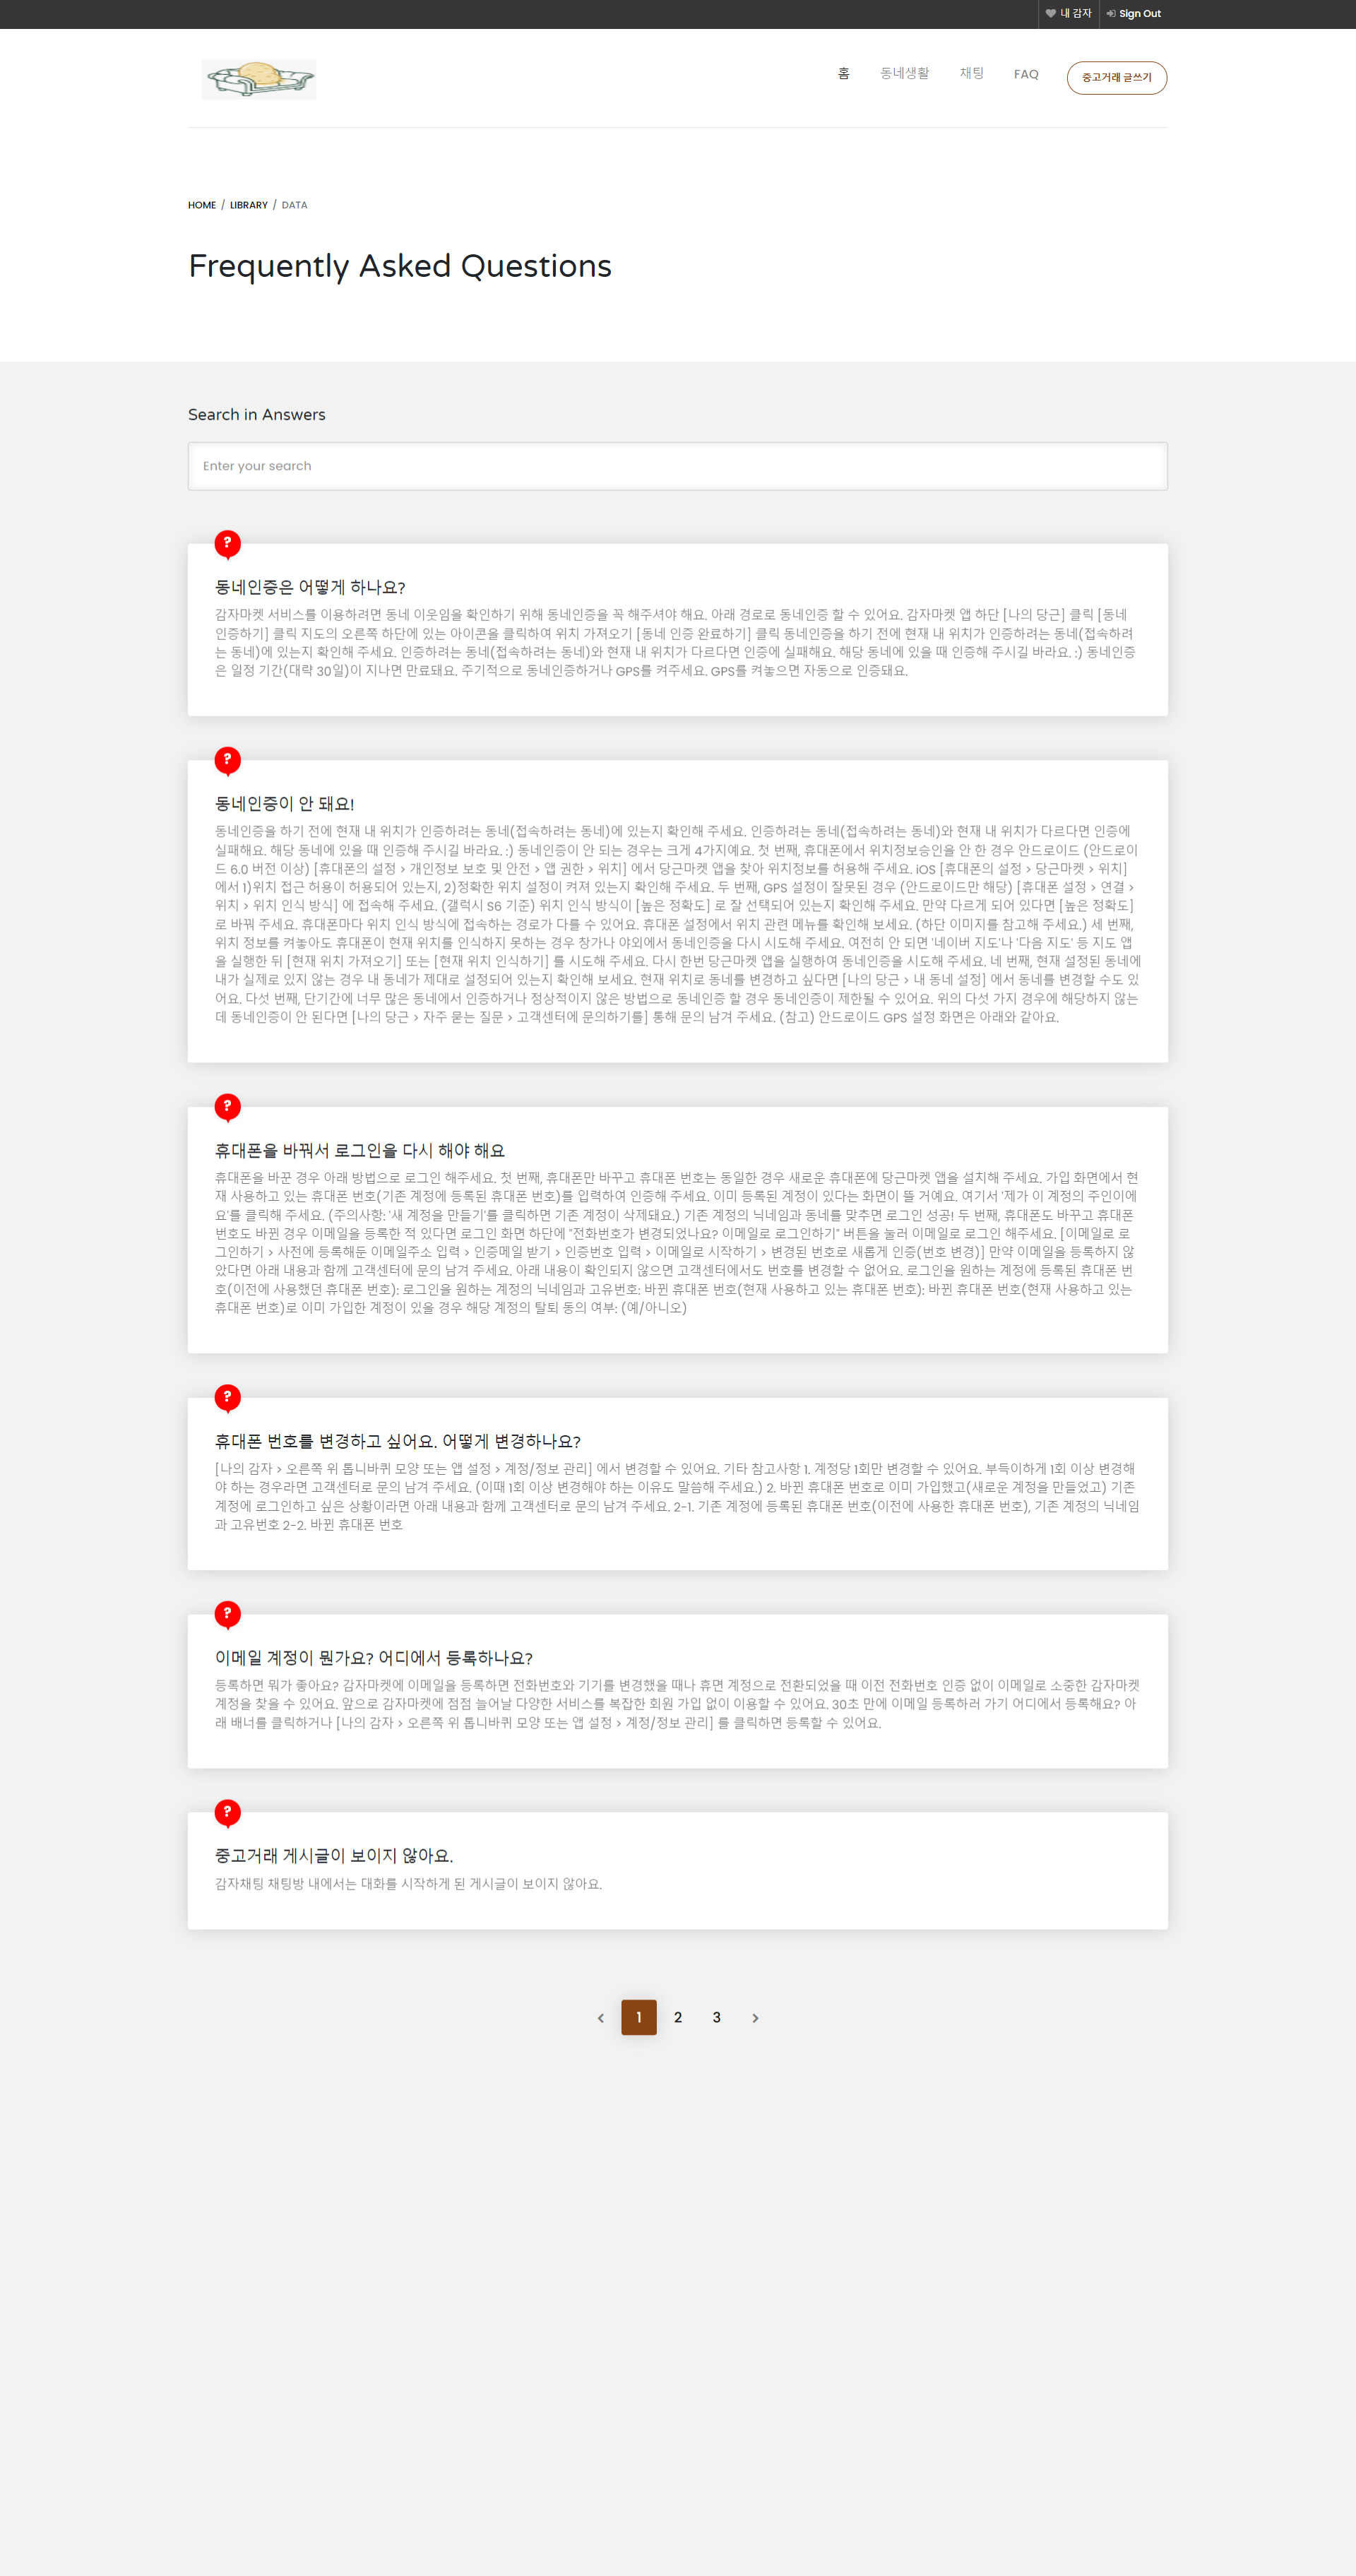 내 감자
Sign Out
홈
동네생활
채팅
FAQ
중고거래 글쓰기
HOME / LIBRARY / DATA
Frequently Asked Questions
Search in Answers
Enter your search
?
동네인증은 어떻게 하나요?
감자마켓 서비스를 이용하려면 동네 이웃임을 확인하기 위해 동네인증을 꼭 해주셔야 해요. 아래 경로로 동네인증 할 수 있어요. 감자마켓 앱 하단 [나의 당근] 클릭 [동네
인증하기] 클릭 지도의 오른쪽 하단에 있는 아이콘을 클릭하여 위치 가져오기 [동네 인증 완료하기] 클릭 동네인증을 하기 전에 현재 내 위치가 인증하려는 동네(접속하려
는 동네)에 있는지 확인해 주세요. 인증하려는 동네(접속하려는 동네)와 현재 내 위치가 다르다면 인증에 실패해요. 해당 동네에 있을 때 인증해 주시길 바라요. :) 동네인증
은 일정 기간(대략 30일)이 지나면 만료돼요. 주기적으로 동네인증하거나 GPS를 켜주세요. GPS를 켜놓으면 자동으로 인증돼요.
?
동네인증이 안 돼요!
동네인증을 하기 전에 현재 내 위치가 인증하려는 동네(접속하려는 동네)에 있는지 확인해 주세요. 인증하려는 동네(접속하려는 동네)와 현재 내 위치가 다르다면 인증에
실패해요. 해당 동네에 있을 때 인증해 주시길 바라요. :) 동네인증이 안 되는 경우는 크게 4가지예요. 첫 번째, 휴대폰에서 위치정보승인을 안 한 경우 안드로이드 (안드로이
드 6.0 버전 이상) [휴대폰의 설정 > 개인정보 보호 및 안전 > 앱 권한 > 위치] 에서 당근마켓 앱을 찾아 위치정보를 허용해 주세요. iOS [휴대폰의 설정 > 당근마켓 > 위치]
에서 1)위치 접근 허용이 허용되어 있는지, 2)정확한 위치 설정이 켜져 있는지 확인해 주세요. 두 번째, GPS 설정이 잘못된 경우 (안드로이드만 해당) [휴대폰 설정 > 연결 >
위치 > 위치 인식 방식] 에 접속해 주세요. (갤럭시 S6 기준) 위치 인식 방식이 [높은 정확도] 로 잘 선택되어 있는지 확인해 주세요. 만약 다르게 되어 있다면 [높은 정확도]
로 바꿔 주세요. 휴대폰마다 위치 인식 방식에 접속하는 경로가 다를 수 있어요. 휴대폰 설정에서 위치 관련 메뉴를 확인해 보세요. (하단 이미지를 참고해 주세요.) 세 번째,
위치 정보를 켜놓아도 휴대폰이 현재 위치를 인식하지 못하는 경우 창가나 야외에서 동네인증을 다시 시도해 주세요. 여전히 안 되면 '네이버 지도'나 '다음 지도' 등 지도 앱
을 실행한 뒤 [현재 위치 가져오기] 또는 [현재 위치 인식하기] 를 시도해 주세요. 다시 한번 당근마켓 앱을 실행하여 동네인증을 시도해 주세요. 네 번째, 현재 설정된 동네에
내가 실제로 있지 않는 경우 내 동네가 제대로 설정되어 있는지 확인해 보세요. 현재 위치로 동네를 변경하고 싶다면 [나의 당근 > 내 동네 설정] 에서 동네를 변경할 수도 있
어요. 다섯 번째, 단기간에 너무 많은 동네에서 인증하거나 정상적이지 않은 방법으로 동네인증 할 경우 동네인증이 제한될 수 있어요. 위의 다섯 가지 경우에 해당하지 않는
데 동네인증이 안 된다면 [나의 당근 > 자주 묻는 질문 > 고객센터에 문의하기를] 통해 문의 남겨 주세요. (참고) 안드로이드 GPS 설정 화면은 아래와 같아요.
?
휴대폰을 바꿔서 로그인을 다시 해야 해요
휴대폰을 바꾼 경우 아래 방법으로 로그인 해주세요. 첫 번째, 휴대폰만 바꾸고 휴대폰 번호는 동일한 경우 새로운 휴대폰에 당근마켓 앱을 설치해 주세요. 가입 화면에서 현
재 사용하고 있는 휴대폰 번호(기존 계정에 등록된 휴대폰 번호)를 입력하여 인증해 주세요. 이미 등록된 계정이 있다는 화면이 뜰 거예요. 여기서 '제가 이 계정의 주인이에
요'를 클릭해 주세요. (주의사항: '새 계정을 만들기'를 클릭하면 기존 계정이 삭제돼요.) 기존 계정의 닉네임과 동네를 맞추면 로그인 성공! 두 번째, 휴대폰도 바꾸고 휴대폰
번호도 바뀐 경우 이메일을 등록한 적 있다면 로그인 화면 하단에 "전화번호가 변경되었나요? 이메일로 로그인하기" 버튼을 눌러 이메일로 로그인 해주세요. [이메일로 로
그인하기 > 사전에 등록해둔 이메일주소 입력 > 인증메일 받기 > 인증번호 입력 > 이메일로 시작하기 > 변경된 번호로 새롭게 인증(번호 변경)] 만약 이메일을 등록하지 않
았다면 아래 내용과 함께 고객센터에 문의 남겨 주세요. 아래 내용이 확인되지 않으면 고객센터에서도 번호를 변경할 수 없어요. 로그인을 원하는 계정에 등록된 휴대폰 번
호(이전에 사용했던 휴대폰 번호): 로그인을 원하는 계정의 닉네임과 고유번호: 바뀐 휴대폰 번호(현재 사용하고 있는 휴대폰 번호): 바뀐 휴대폰 번호(현재 사용하고 있는
휴대폰 번호)로 이미 가입한 계정이 있을 경우 해당 계정의 탈퇴 동의 여부: (예/아니오)
?
휴대폰 번호를 변경하고 싶어요. 어떻게 변경하나요?
[나의 감자 > 오른쪽 위 톱니바퀴 모양 또는 앱 설정 > 계정/정보 관리] 에서 변경할 수 있어요. 기타 참고사항 1. 계정당 1회만 변경할 수 있어요. 부득이하게 1회 이상 변경해
야 하는 경우라면 고객센터로 문의 남겨 주세요. (이때 1회 이상 변경해야 하는 이유도 말씀해 주세요.) 2. 바뀐 휴대폰 번호로 이미 가입했고(새로운 계정을 만들었고) 기존
계정에 로그인하고 싶은 상황이라면 아래 내용과 함께 고객센터로 문의 남겨 주세요. 2-1. 기존 계정에 등록된 휴대폰 번호(이전에 사용한 휴대폰 번호), 기존 계정의 닉네임
과 고유번호 2-2. 바뀐 휴대폰 번호
?
이메일 계정이 뭔가요? 어디에서 등록하나요?
등록하면 뭐가 좋아요? 감자마켓에 이메일을 등록하면 전화번호와 기기를 변경했을 때나 휴면 계정으로 전환되었을 때 이전 전화번호 인증 없이 이메일로 소중한 감자마켓
계정을 찾을 수 있어요. 앞으로 감자마켓에 점점 늘어날 다양한 서비스를 복잡한 회원 가입 없이 이용할 수 있어요. 30초 만에 이메일 등록하러 가기 어디에서 등록해요? 아
래 배너를 클릭하거나 [나의 감자 > 오른쪽 위 톱니바퀴 모양 또는 앱 설정 > 계정/정보 관리] 를 클릭하면 등록할 수 있어요.
?
중고거래 게시글이 보이지 않아요.
감자채팅 채팅방 내에서는 대화를 시작하게 된 게시글이 보이지 않아요.
1 2 3